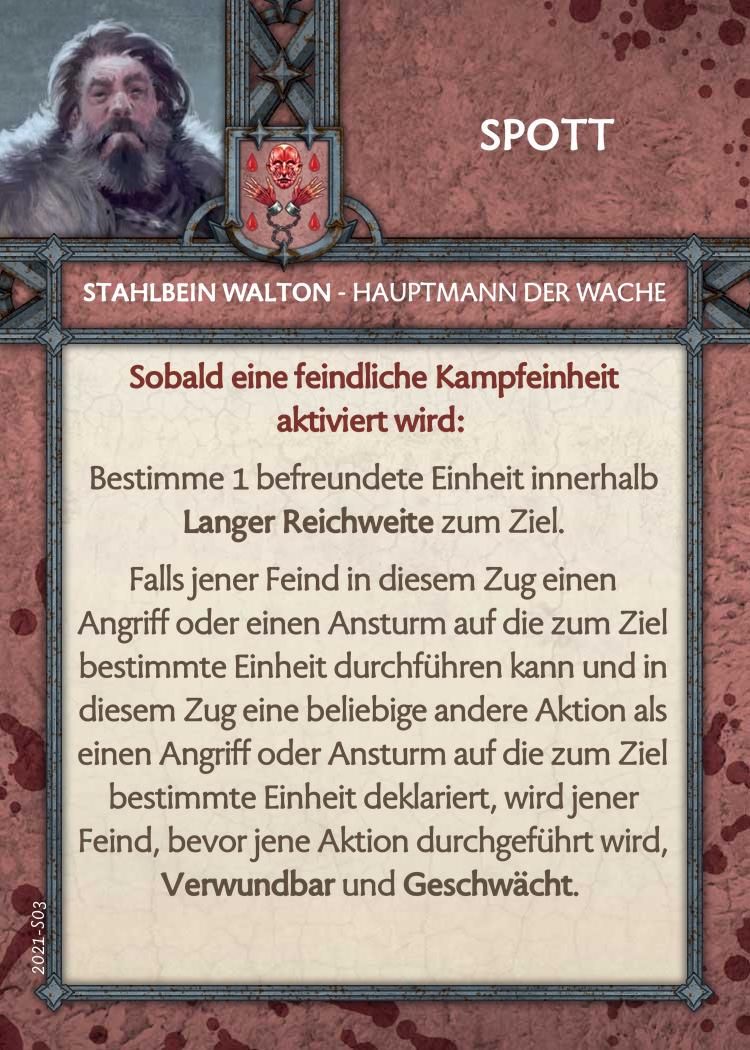 SPOTT
STAHLBEIN WALTON - HAUPTMANN DER WACHE
Sobald eine feindliche Kampfeinheit
aktiviert wird:
Bestimme 1 befreundete Einheit innerhalb
Langer Reichweite zum Ziel.
Falls jener Feind in diesem Zug einen
Angriff oder einen Ansturm auf die zum Ziel
bestimmte Einheit durchführen kann und in
diesem Zug eine beliebige andere Aktion als
einen Angriff oder Ansturm auf die zum Ziel
bestimmte Einheit deklariert, wird jener
Feind, bevor jene Aktion durchgeführt wird,
Verwundbar und Geschwächt.
2021-S03